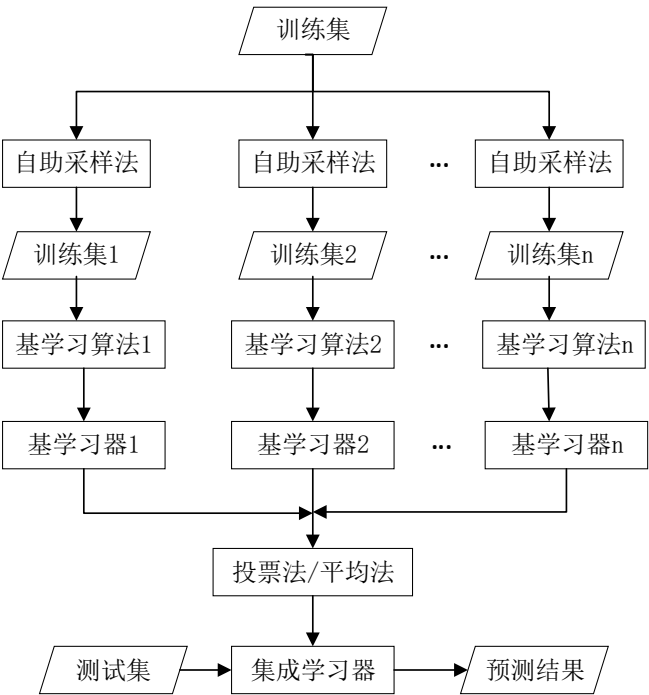 训练集
自助采样法 自助采样法 ... 自助采样法
训练集1 训练集2 ... 训练集n
基学习算法1 基学习算法2 ... 基学习算法n
基学习器1 基学习器2 ... 基学习器n
投票法/平均法
测试集 集成学习器 预测结果